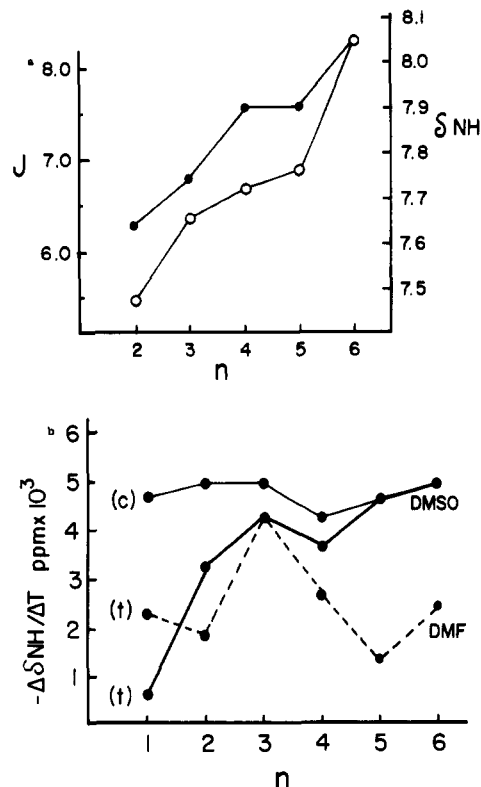 a
8.1
8.0
8.0
7.9
δ NH
J
7.8
7.0
7.7
7.6
6.0
7.5
2 3 4 5 6
n
b
6
5
(c)
DMSO
4
-ΔδNH/ΔT ppm x 10³
3
(t)
2
DMF
1
(t)
1 2 3 4 5 6
n